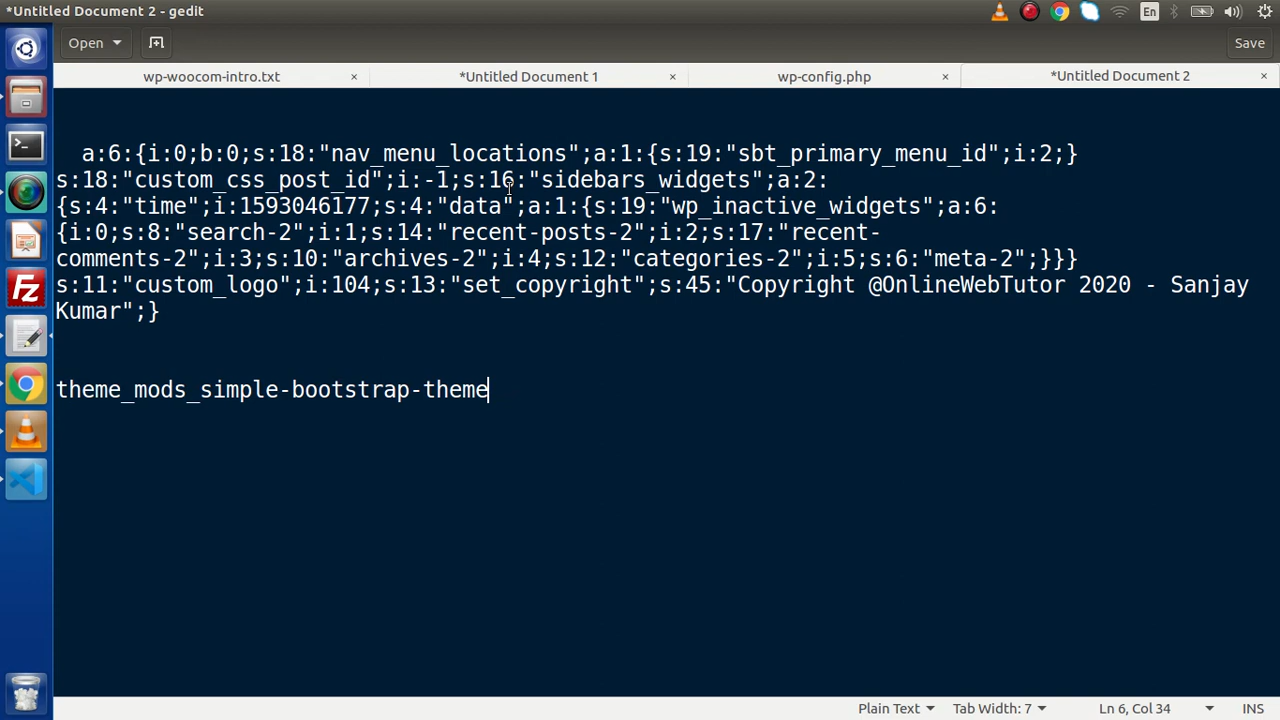 *Untitled Document 2 - gedit
En
Open
Save
wp-woocom-intro.txt × *Untitled Document 1 × wp-config.php × *Untitled Document 2 ×
a:6:{i:0;b:0;s:18:"nav_menu_locations";a:1:{s:19:"sbt_primary_menu_id";i:2;}
s:18:"custom_css_post_id";i:-1;s:16:"sidebars_widgets";a:2:
{s:4:"time";i:1593046177;s:4:"data";a:1:{s:19:"wp_inactive_widgets";a:6:
{i:0;s:8:"search-2";i:1;s:14:"recent-posts-2";i:2;s:17:"recent-
comments-2";i:3;s:10:"archives-2";i:4;s:12:"categories-2";i:5;s:6:"meta-2";}}}
s:11:"custom_logo";i:104;s:13:"set_copyright";s:45:"Copyright @OnlineWebTutor 2020 - Sanjay
Kumar";}
theme_mods_simple-bootstrap-theme
Fz
Plain Text Tab Width: 7 Ln 6, Col 34 INS